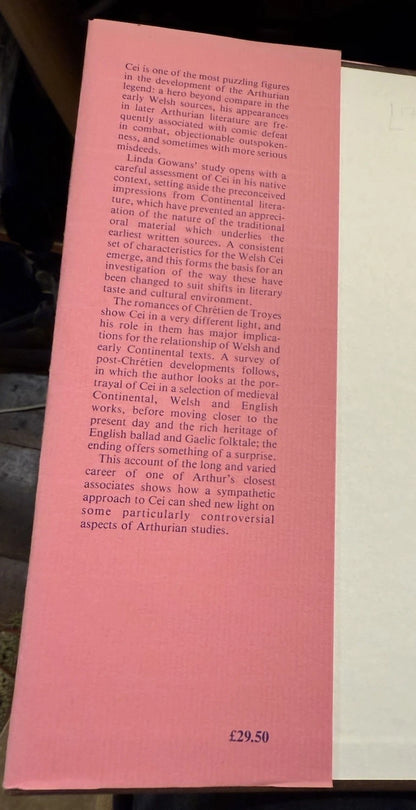 Cei is one of the most puzzling figures
in the development of the Arthurian
legend: a hero beyond compare in the
early Welsh sources, his appearances
in later Arthurian literature are fre-
quently associated with comic defeat
in combat, objectionable outspoken-
ness, and sometimes with more serious
misdeeds.
Linda Gowans' study opens with a
careful assessment of Cei in his native
context, setting aside the preconceived
impressions from Continental litera-
ture, which have prevented an appreci-
ation of the nature of the traditional
oral material which underlies the
earliest written sources. A consistent
set of characteristics for the Welsh Cei
emerge, and this forms the basis for an
investigation of the way these have
been changed to suit shifts in literary
taste and cultural environment.
The romances of Chrétien de Troyes
show Cei in a very different light, and
his role in them has major implica-
tions for the relationship of Welsh and
early Continental texts. A survey of
post-Chrétien developments follows,
in which the author looks at the por-
trayal of Cei in a selection of medieval
Continental, Welsh and English
works, before moving closer to the
present day and the rich heritage of
English ballad and Gaelic folktale; the
ending offers something of a surprise.
This account of the long and varied
career of one of Arthur's closest
associates shows how a sympathetic
approach to Cei can shed new light on
some particularly controversial
aspects of Arthurian studies.
£29.50